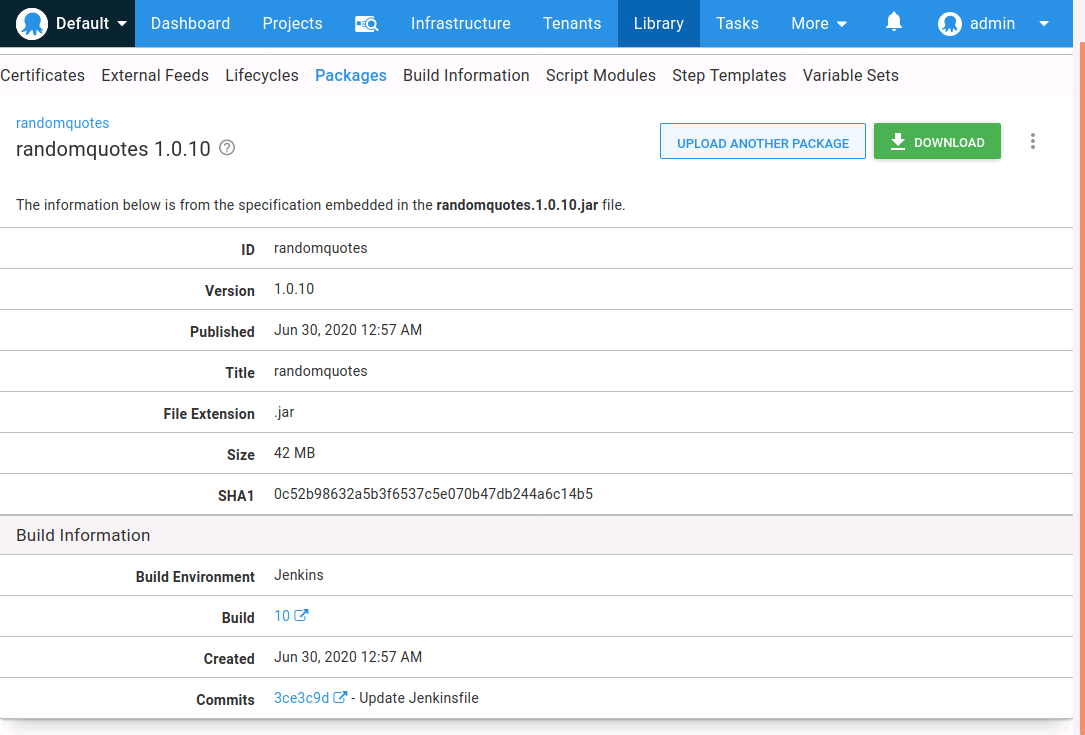 Default Dashboard Projects Infrastructure Tenants Library Tasks More admin
Certificates External Feeds Lifecycles Packages Build Information Script Modules Step Templates Variable Sets
randomquotes
randomquotes 1.0.10 ?
UPLOAD ANOTHER PACKAGE DOWNLOAD
The information below is from the specification embedded in the randomquotes.1.0.10.jar file.
ID randomquotes
Version 1.0.10
Published Jun 30, 2020 12:57 AM
Title randomquotes
File Extension .jar
Size 42 MB
SHA1 0c52b98632a5b3f6537c5e070b47db244a6c14b5
Build Information
Build Environment Jenkins
Build 10
Created Jun 30, 2020 12:57 AM
Commits 3ce3c9d - Update Jenkinsfile